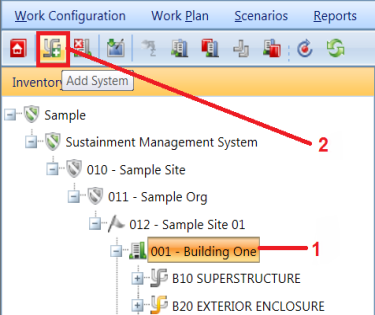 Work Configuration Work Plan Scenarios Reports
Inventory Add System
Sample
2
Sustainment Management System
010 - Sample Site
011 - Sample Org
012 - Sample Site 01
001 - Building One 1
B10 SUPERSTRUCTURE
B20 EXTERIOR ENCLOSURE